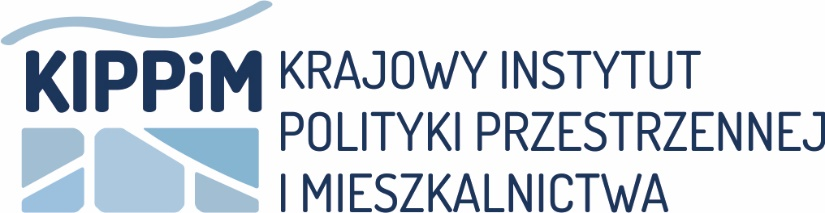 KIPPiM
KRAJOWY INSTYTUT
POLITYKI PRZESTRZENNEJ
I MIESZKALNICTWA